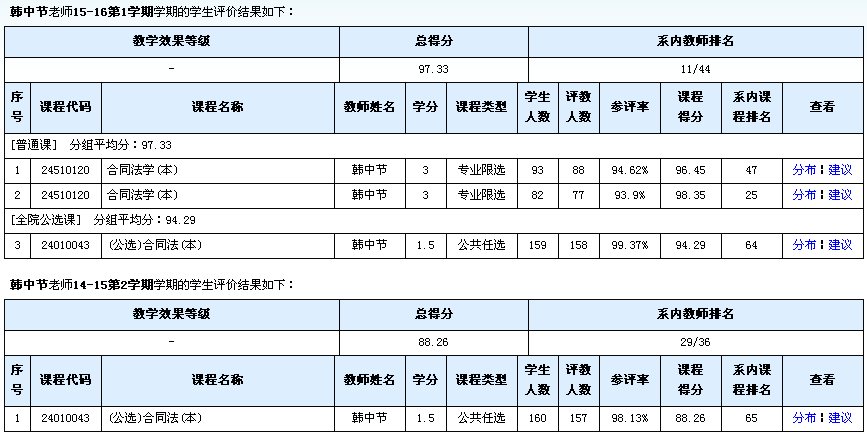 韩中节老师15-16第1学期学期的学生评价结果如下：
教学效果等级 总得分 系内教师排名
- 97.33 11/44
序号 课程代码 课程名称 教师姓名 学分 课程类型 学生人数 评教人数 参评率 课程得分 系内课程排名 查看
[普通课] 分组平均分：97.33
1 24510120 合同法学(本) 韩中节 3 专业限选 93 88 94.62% 96.45 47 分布¦建议
2 24510120 合同法学(本) 韩中节 3 专业限选 82 77 93.9% 98.35 25 分布¦建议
[全院公选课] 分组平均分：94.29
3 24010043 (公选)合同法(本) 韩中节 1.5 公共任选 159 158 99.37% 94.29 64 分布¦建议
韩中节老师14-15第2学期学期的学生评价结果如下：
教学效果等级 总得分 系内教师排名
- 88.26 29/36
序号 课程代码 课程名称 教师姓名 学分 课程类型 学生人数 评教人数 参评率 课程得分 系内课程排名 查看
1 24010043 (公选)合同法(本) 韩中节 1.5 公共任选 160 157 98.13% 88.26 65 分布¦建议